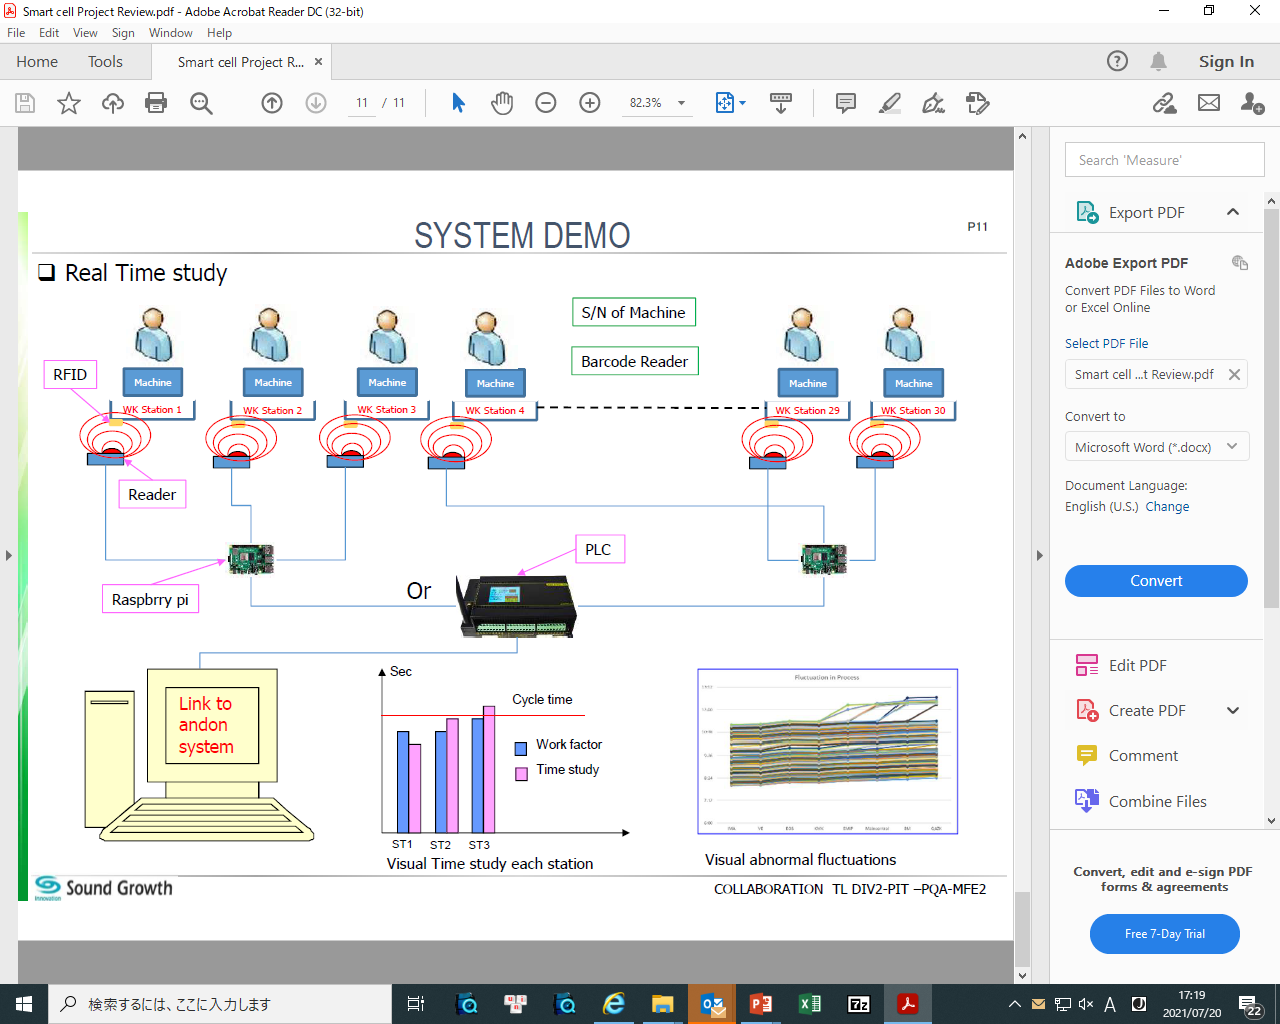 Smart cell Project Review.pdf - Adobe Acrobat Reader DC (32-bit)
File Edit View Sign Window Help
Home Tools Smart cell Project R... × Sign In
11 / 11 82.3%
Search 'Measure'
Export PDF
Adobe Export PDF
Convert PDF Files to Word
or Excel Online
Select PDF File
Smart cell ...t Review.pdf
Convert to
Microsoft Word (*.docx)
Document Language:
English (U.S.) Change
Convert
Edit PDF
Create PDF
Comment
Combine Files
Convert, edit and e-sign PDF
forms & agreements
Free 7-Day Trial
SYSTEM DEMO
P11
Real Time study
S/N of Machine
Barcode Reader
RFID
Machine Machine Machine Machine Machine Machine
WK Station 1 WK Station 2 WK Station 3 WK Station 4 WK Station 29 WK Station 30
Reader
PLC
Raspbrry pi
Or
Link to
andon
system
Sec
Cycle time
Work factor
Time study
ST1 ST2 ST3
Visual Time study each station
Fluctuation in Process
Visual abnormal fluctuations
Innovation
Sound Growth
COLLABORATION TL DIV2-PIT –PQA-MFE2
検索するには、ここに入力します
A
17:19
2021/07/20
22